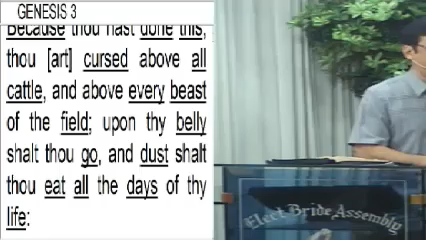 GENESIS 3
Because thou hast done this,
thou [art] cursed above all
cattle, and above every beast
of the field; upon thy belly
shalt thou go, and dust shalt
thou eat all the days of thy
life:
Elect Bride Assembly